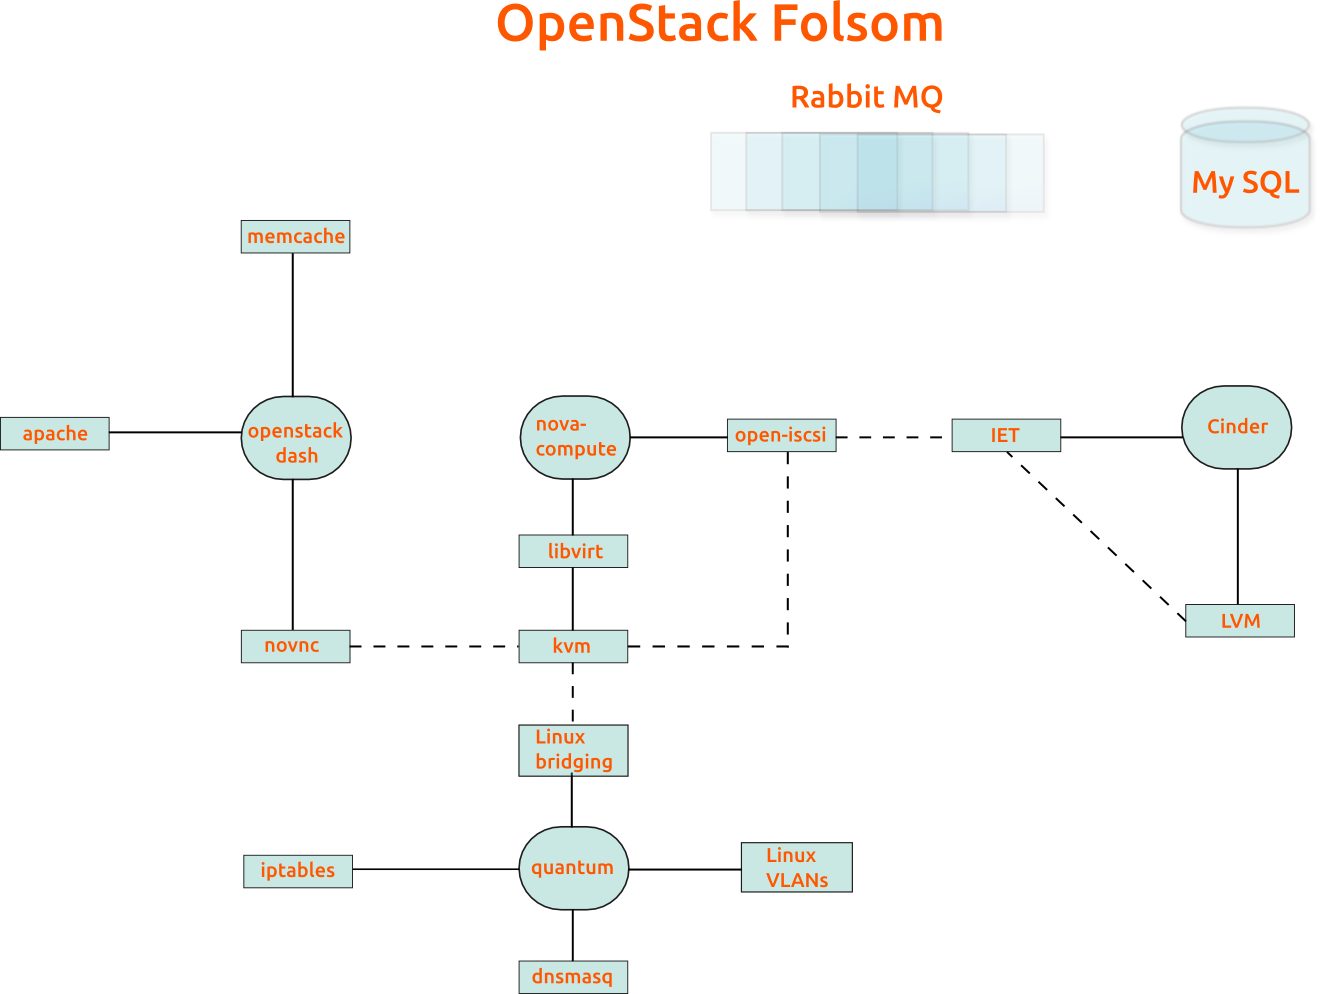 OpenStack Folsom
Rabbit MQ
My SQL
memcache
apache
openstack
dash
nova-
compute
open-iscsi
IET
Cinder
libvirt
LVM
novnc
kvm
Linux
bridging
iptables
quantum
Linux
VLANs
dnsmasq